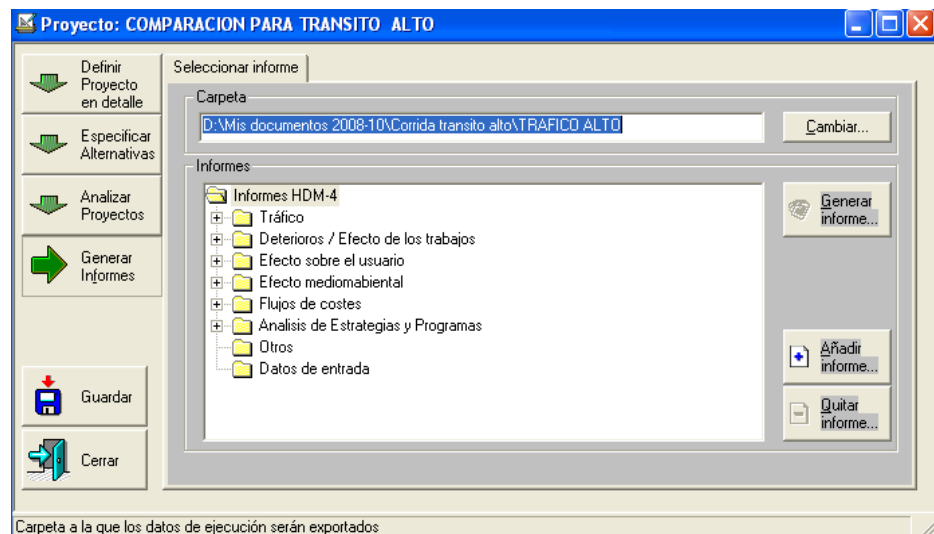 Proyecto: COMPARACION PARA TRANSITO ALTO
Definir
Proyecto
en detalle
Especificar
Alternativas
Analizar
Proyectos
Generar
Informes
Guardar
Cerrar
Seleccionar informe
Carpeta
D:\Mis documentos 2008-10\Corrida transito alto\TRAFICO ALTO
Cambiar...
Informes
Informes HDM-4
Tráfico
Deterioros / Efecto de los trabajos
Efecto sobre el usuario
Efecto mediomabiental
Flujos de costes
Analisis de Estrategias y Programas
Otros
Datos de entrada
Generar
informe...
Añadir
informe...
Quitar
informe...
Carpeta a la que los datos de ejecución serán exportados